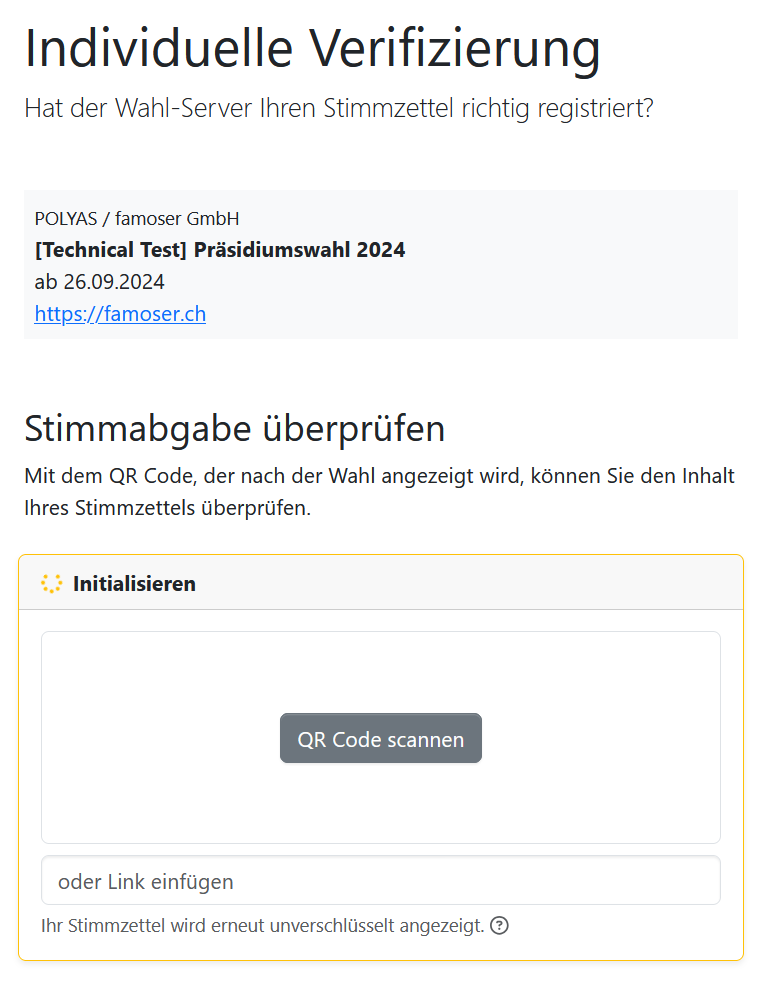 Individuelle Verifizierung
Hat der Wahl-Server Ihren Stimmzettel richtig registriert?
POLYAS / famoser GmbH
[Technical Test] Präsidiumswahl 2024
ab 26.09.2024
https://famoser.ch
Stimmabgabe überprüfen
Mit dem QR Code, der nach der Wahl angezeigt wird, können Sie den Inhalt
Ihres Stimmzettels überprüfen.
Initialisieren
QR Code scannen
oder Link einfügen
Ihr Stimmzettel wird erneut unverschlüsselt angezeigt. ?